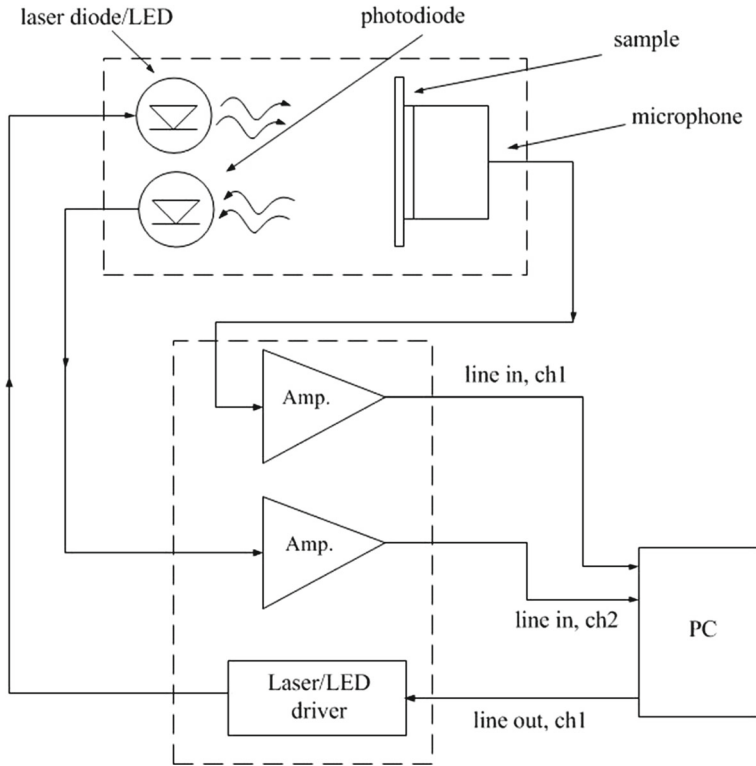 laser diode/LED
photodiode
sample
microphone
Amp.
line in, ch1
Amp.
line in, ch2
PC
Laser/LED
driver
line out, ch1